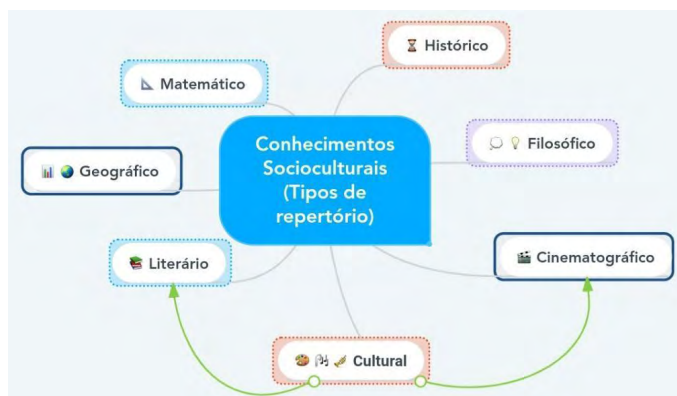 Histórico
Matemático
Conhecimentos
Socioculturais
(Tipos de
repertório)
Filosófico
Geográfico
Literário
Cinematográfico
Cultural